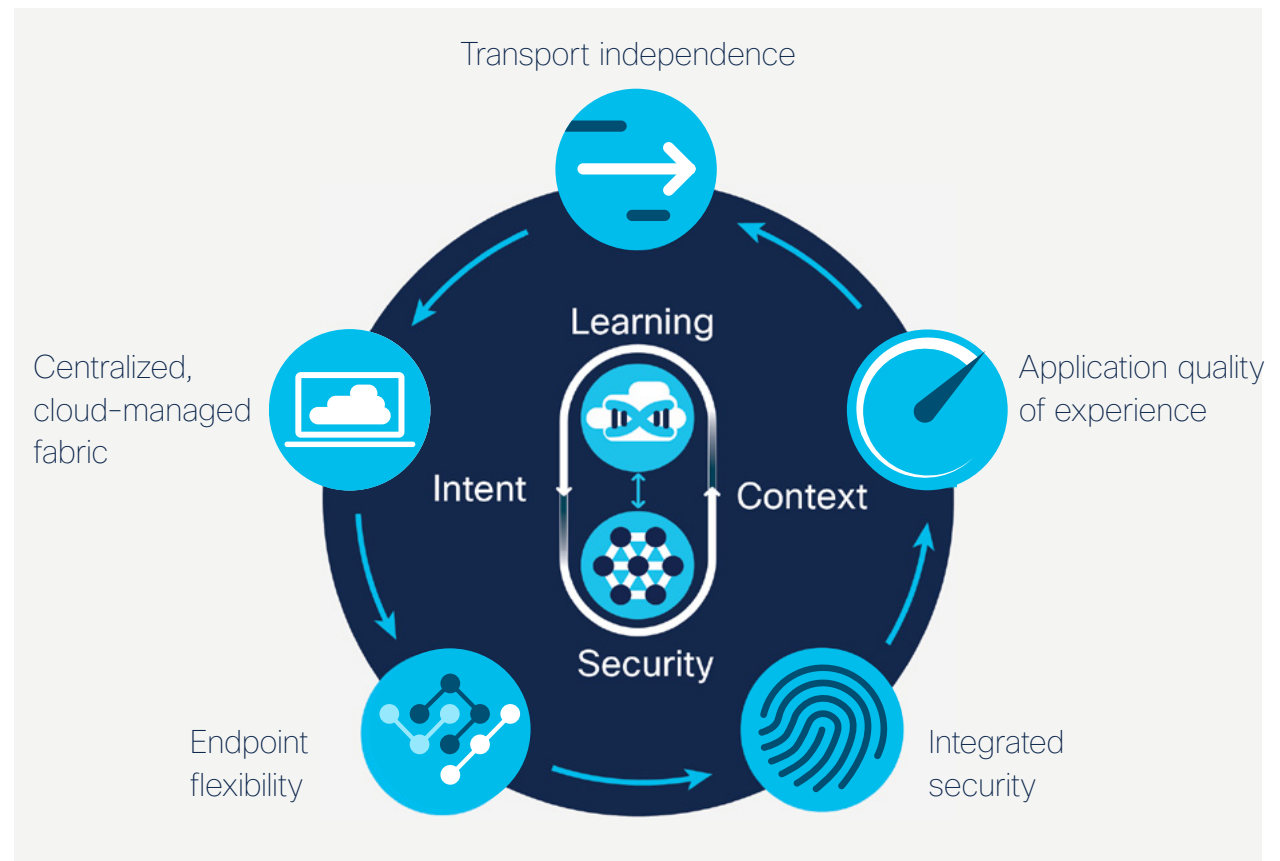 Transport independence
Learning
Centralized,
cloud-managed
fabric
Application quality
of experience
Intent
Context
Security
Endpoint
flexibility
Integrated
security